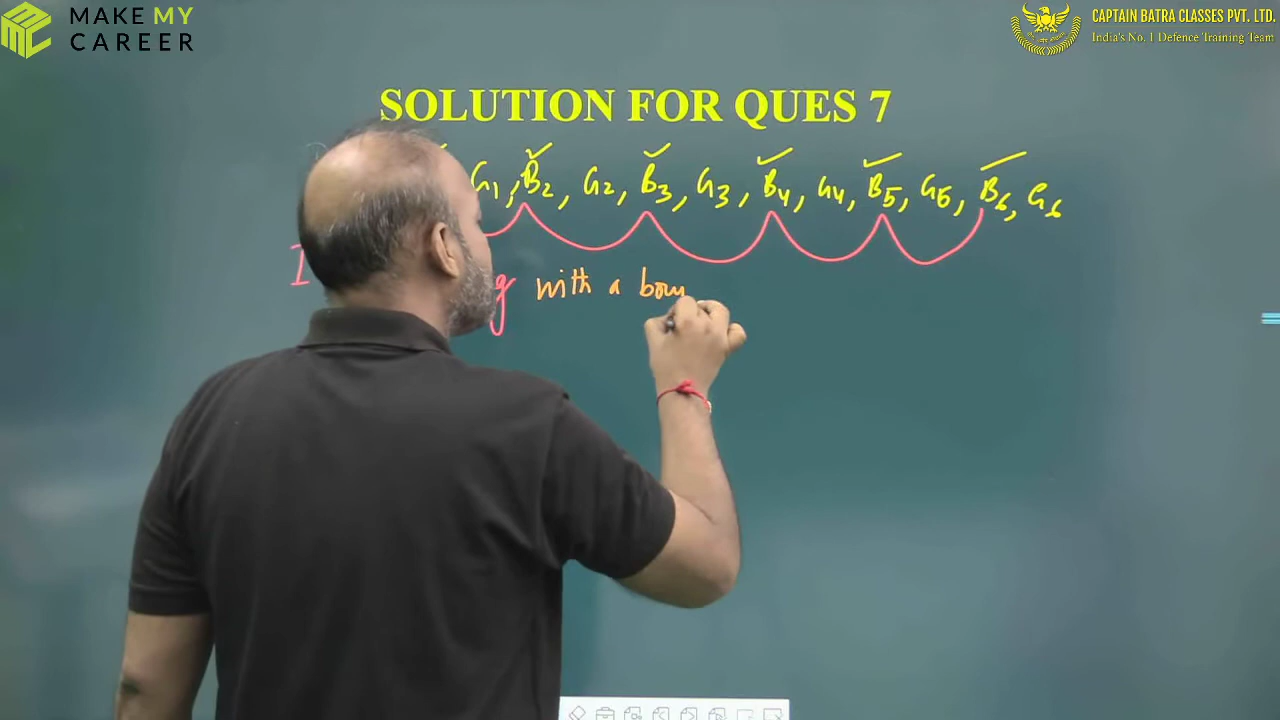 MAKE MY
CAREER
CAPTAIN BATRA CLASSES PVT. LTD.
India's No. 1 Defence Training Team
SOLUTION FOR QUES 7
G1, B2, G2, B3, G3, B4, G4, B5, G5, B6, G6
I g with a bou